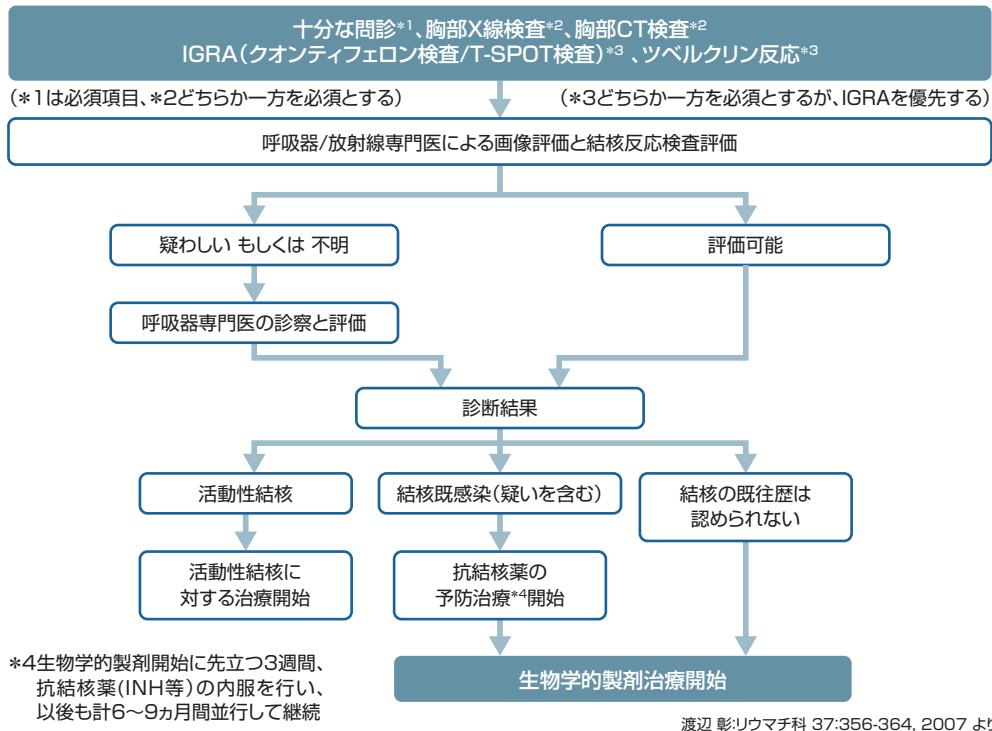 十分な問診*1、胸部X線検査*2、胸部CT検査*2
IGRA（クオンティフェロン検査/T-SPOT検査）*3 、ツベルクリン反応*3
（*1は必須項目、*2どちらか一方を必須とする）
（*3どちらか一方を必須とするが、IGRAを優先する）
呼吸器/放射線専門医による画像評価と結核反応検査評価
疑わしい もしくは 不明
評価可能
呼吸器専門医の診察と評価
診断結果
活動性結核
結核既感染（疑いを含む）
結核の既往歴は
認められない
活動性結核に
対する治療開始
抗結核薬の
予防治療*4開始
*4生物学的製剤開始に先立つ3週間、
抗結核薬(INH等）の内服を行い、
以後も計6～9ヵ月間並行して継続
生物学的製剤治療開始
渡辺 彰:リウマチ科 37:356-364, 2007 より